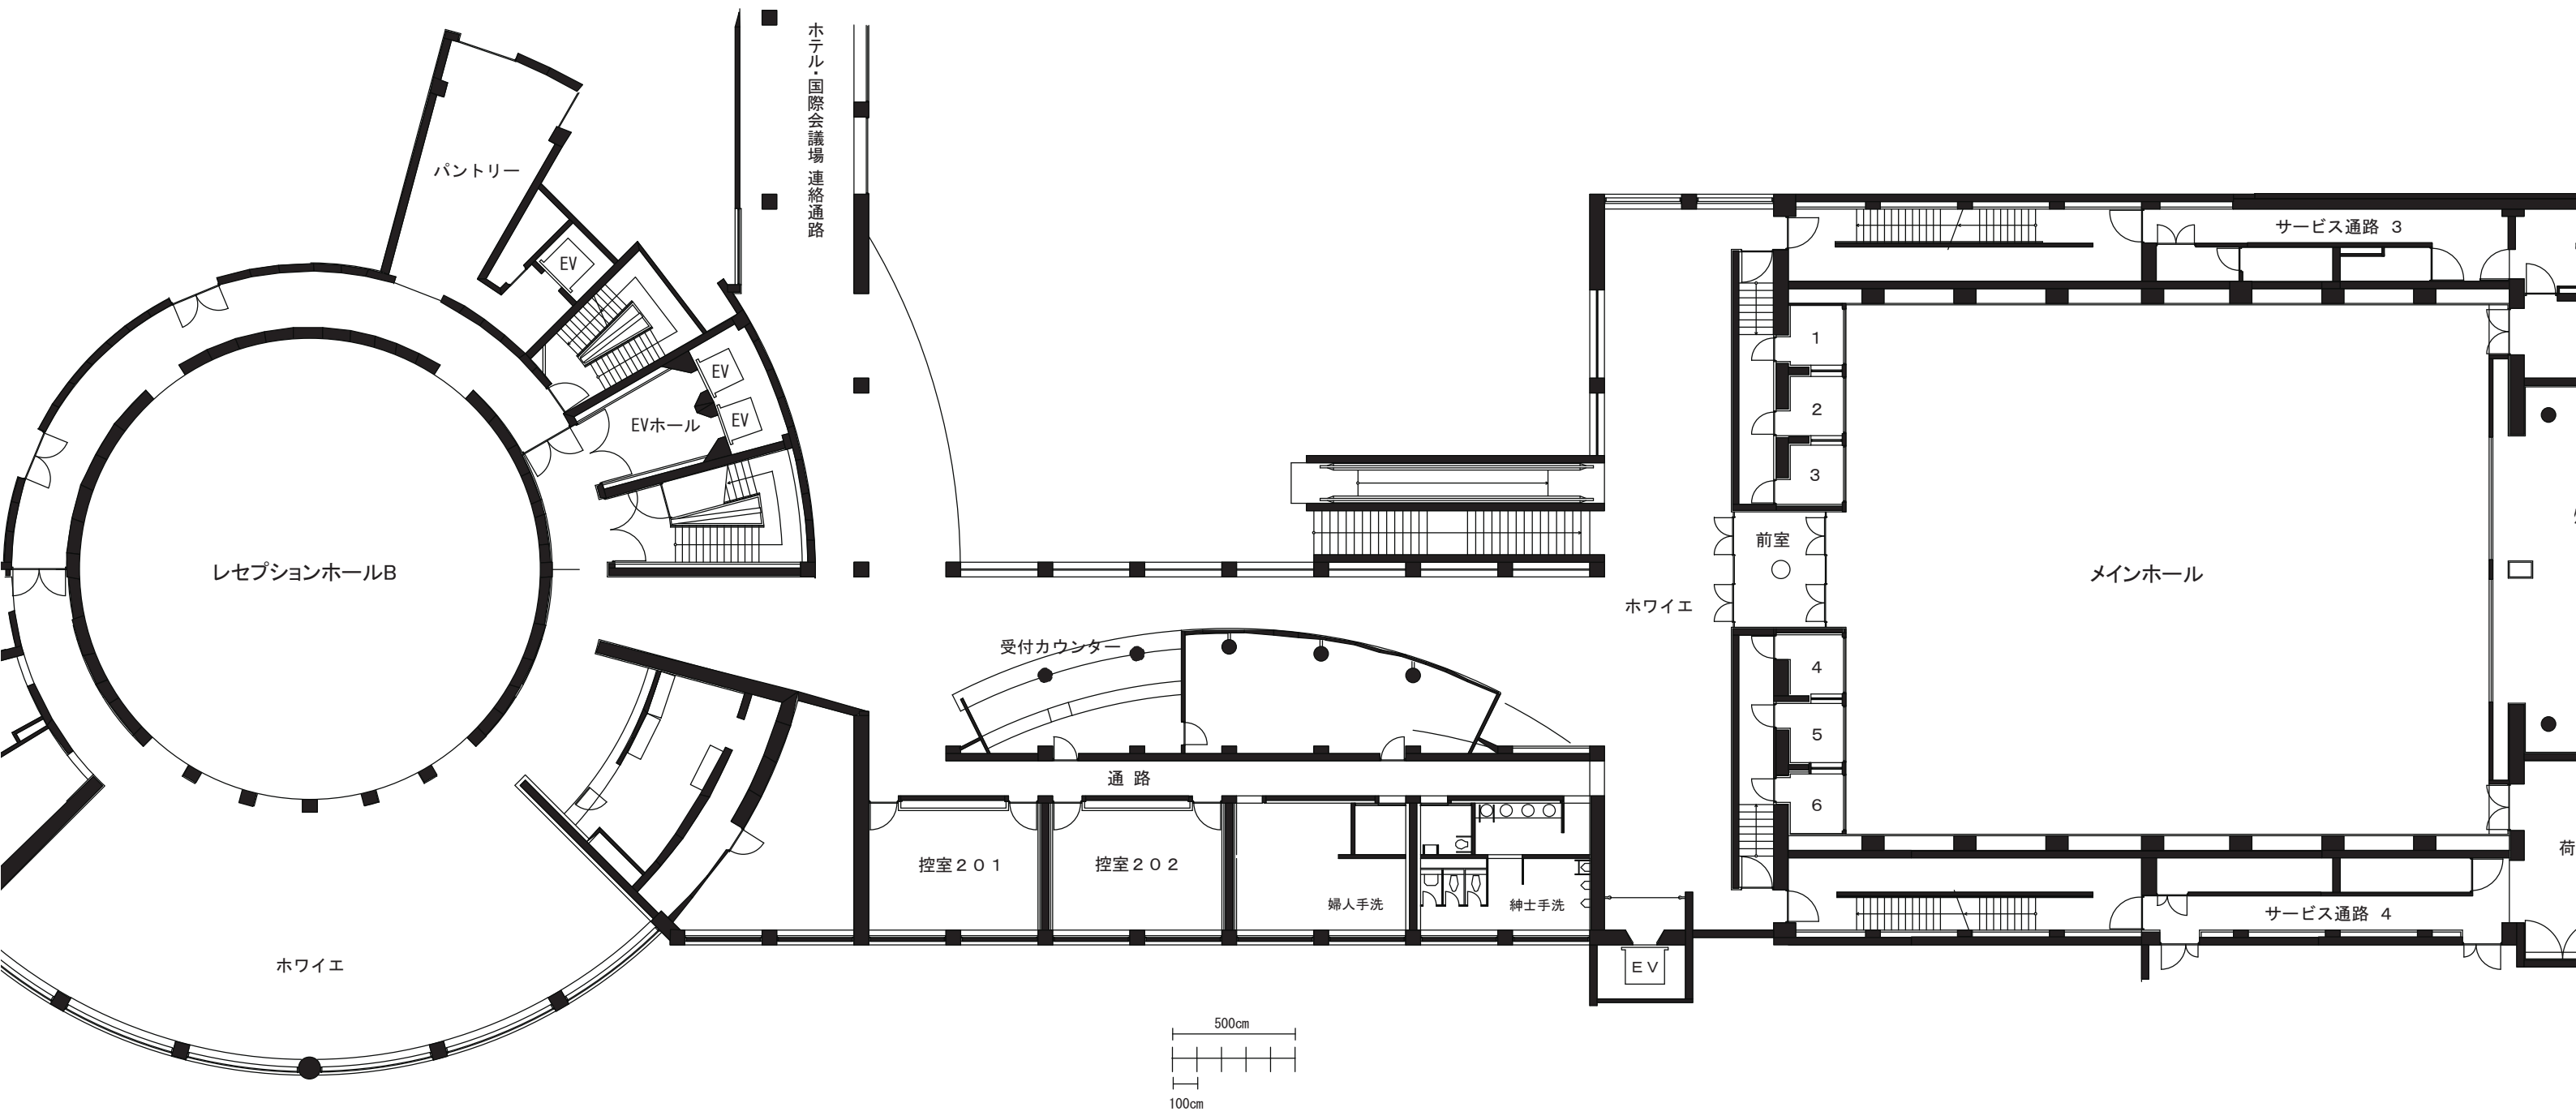 ホテル・国際会議場 連絡通路
パントリー
サービス通路 3
EV
1
EV
2
EV
EVホール
3
前室
レセプションホールB
メインホール
ホワイエ
受付カウンター
4
5
通 路
6
控室２０１
控室２０２
婦人手洗
紳士手洗
サービス通路 4
荷
ホワイエ
ＥＶ
500cm
100cm